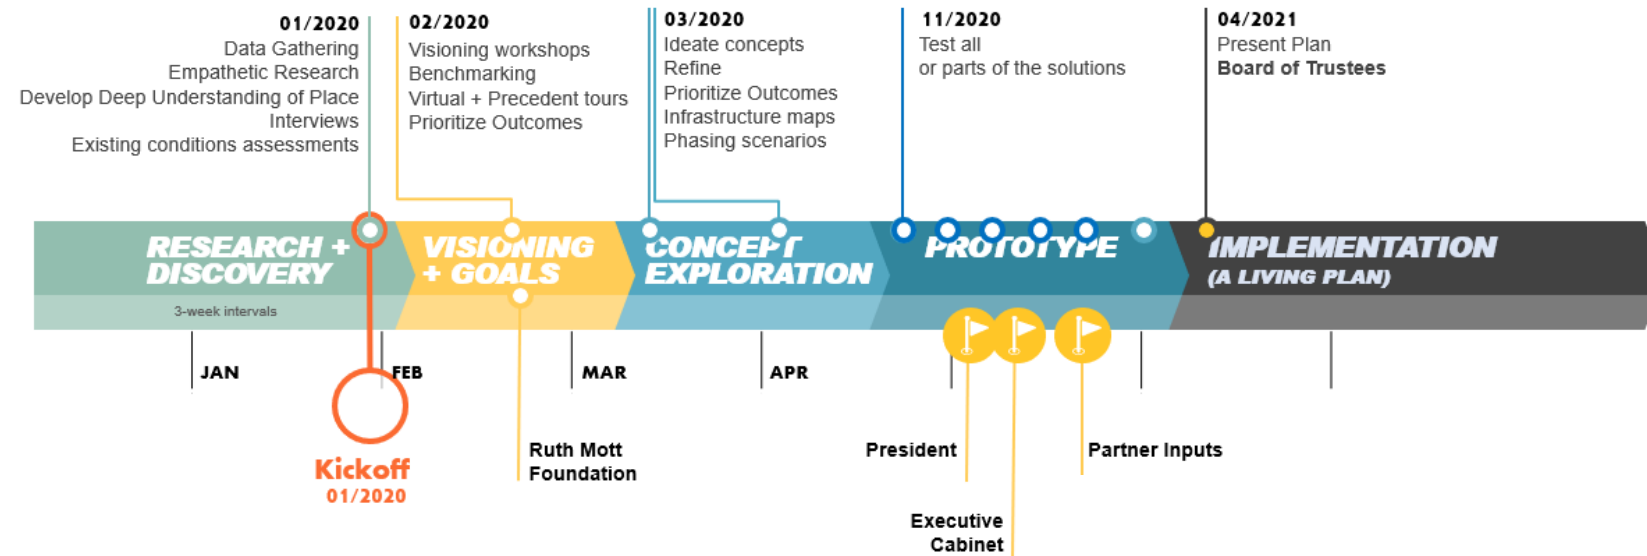 01/2020
Data Gathering
Empathetic Research
Develop Deep Understanding of Place
Interviews
Existing conditions assessments
02/2020
Visioning workshops
Benchmarking
Virtual + Precedent tours
Prioritize Outcomes
03/2020
Ideate concepts
Refine
Prioritize Outcomes
Infrastructure maps
Phasing scenarios
11/2020
Test all
or parts of the solutions
04/2021
Present Plan
Board of Trustees
RESEARCH +
DISCOVERY
VISIONING
+ GOALS
CONCEPT
EXPLORATION
PROTOTYPE
IMPLEMENTATION
(A LIVING PLAN)
3-week intervals
JAN
FEB
MAR
APR
Kickoff
01/2020
Ruth Mott
Foundation
President
Executive
Cabinet
Partner Inputs